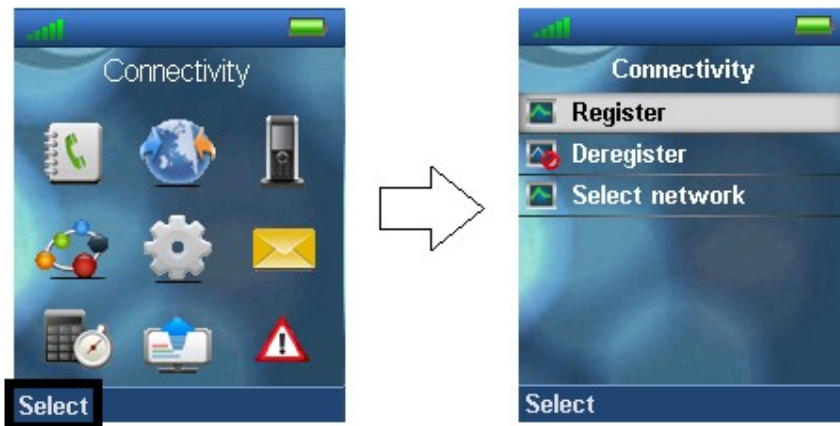 Connectivity
Select
Connectivity
Register
Deregister
Select network
Select